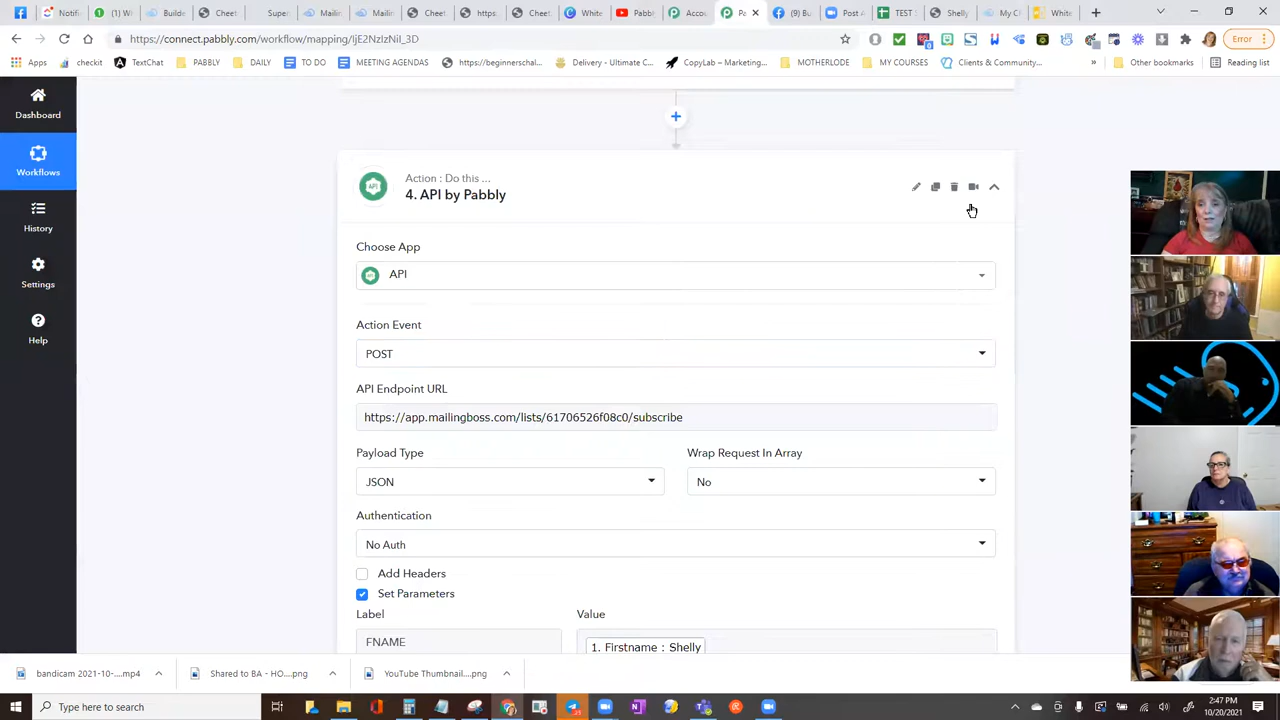 Notifi
(1) W
Builde
Cheet
Super
Mailin
Mailin
Cheet
https:
Cheet
White
Pabbl
Acco
Pa
(9) Bu
Post A
TEST S
Shelly
My Cl
White
https://connect.pabbly.com/workflow/mapping/IjE2NzIzNiI_3D
Error
Apps
checkit
TextChat
PABBLY
DAILY
TO DO
MEETING AGENDAS
https://beginnerschal...
Delivery - Ultimate C...
CopyLab – Marketing...
MOTHERLODE
MY COURSES
Clients & Community...
»
Other bookmarks
Reading list
Dashboard
Workflows
History
Settings
Help
Action : Do this ...
4. API by Pabbly
Choose App
API
Action Event
POST
API Endpoint URL
https://app.mailingboss.com/lists/61706526f08c0/subscribe
Payload Type
Wrap Request In Array
JSON
No
Authentication
No Auth
Add Headers
Set Parameters
Label
Value
FNAME
1. Firstname : Shelly
bandicam 2021-10-....mp4
Shared to BA - HO....png
YouTube Thumbnail....png
Type here to search
2:47 PM
10/20/2021